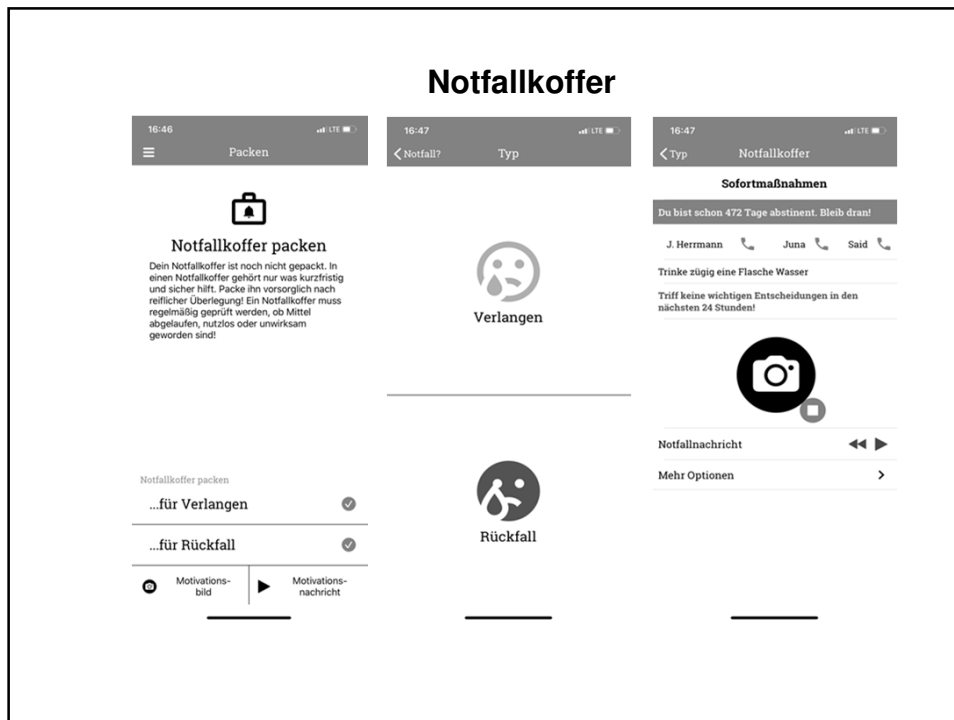 Notfallkoffer
16:46
LTE
Packen
Notfallkoffer packen
Dein Notfallkoffer ist noch nicht gepackt. In
einen Notfallkoffer gehört nur was kurzfristig
und sicher hilft. Packe ihn vorsorglich nach
reiflicher Überlegung! Ein Notfallkoffer muss
regelmäßig geprüft werden, ob Mittel
abgelaufen, nutzlos oder unwirksam
geworden sind!
Notfallkoffer packen
...für Verlangen
...für Rückfall
Motivations-
bild
Motivations-
nachricht
16:47
LTE
Notfall?
Typ
Verlangen
Rückfall
16:47
LTE
Typ
Notfallkoffer
Sofortmaßnahmen
Du bist schon 472 Tage abstinent. Bleib dran!
J. Herrmann
Juna
Said
Trinke zügig eine Flasche Wasser
Triff keine wichtigen Entscheidungen in den
nächsten 24 Stunden!
Notfallnachricht
Mehr Optionen